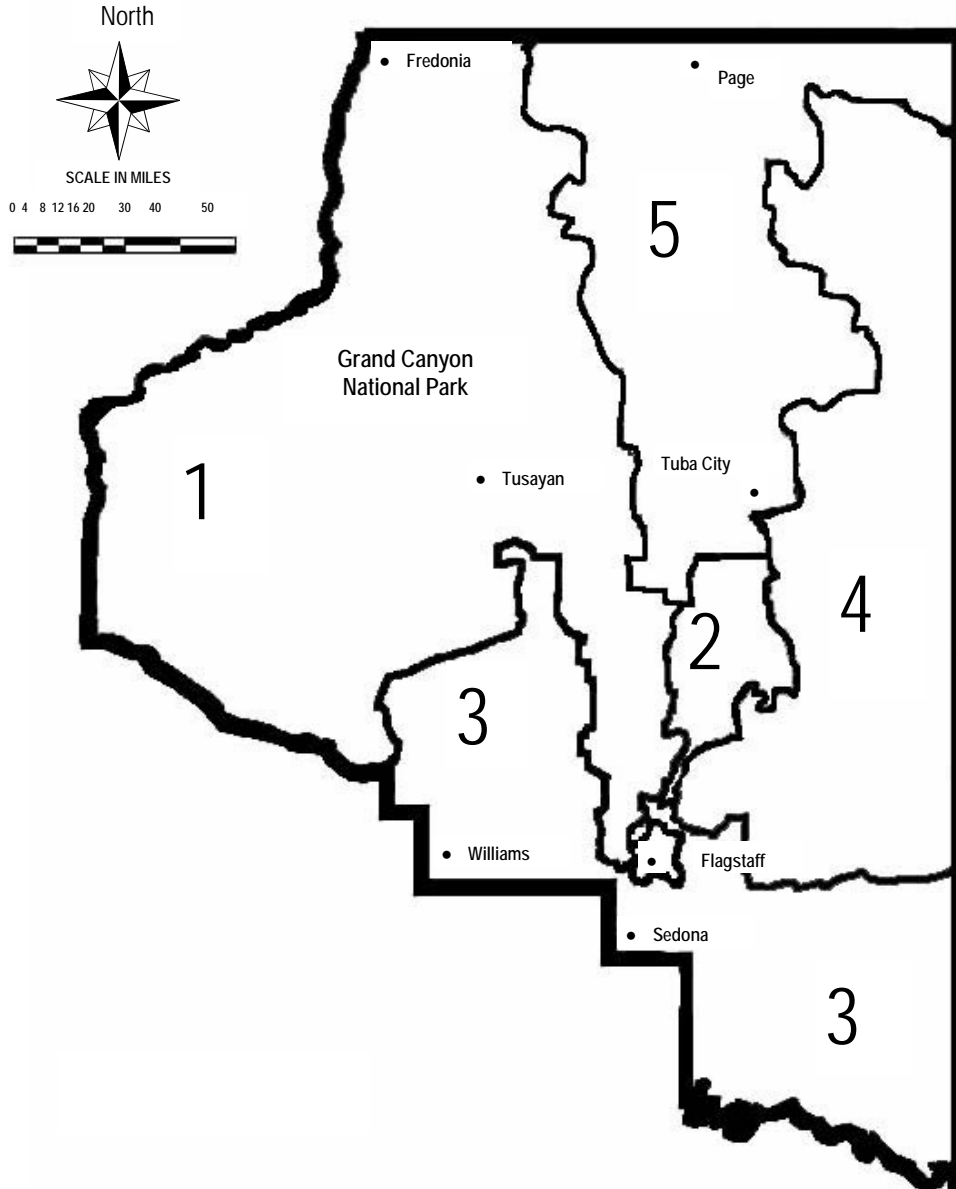 North
Fredonia
Page
SCALE IN MILES
0 4 8 12 16 20 30 40 50
5
Grand Canyon
National Park
1
Tusayan
Tuba City
4
2
3
Williams
Flagstaff
Sedona
3